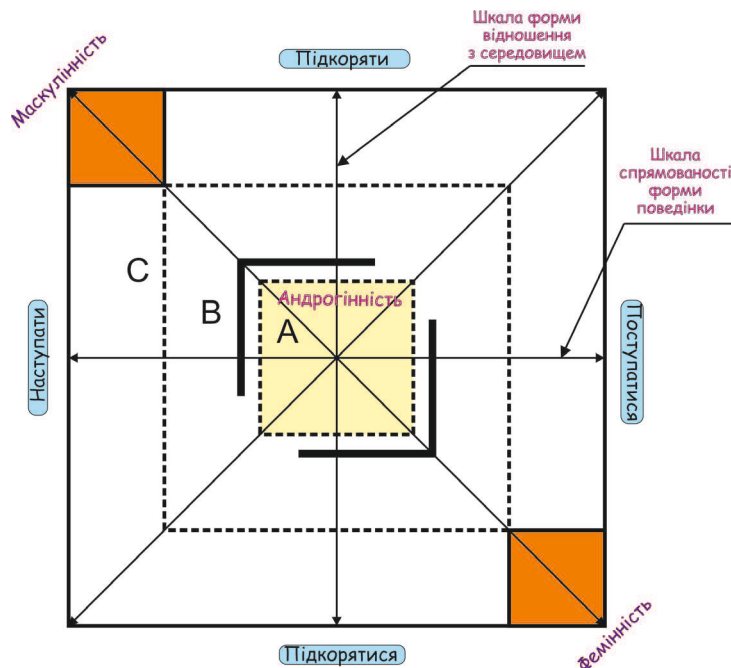 Шкала форми
відношення
з середовищем
Підкоряти
Маскулінність
Шкала
спрямованості
форми
поведінки
C
B
Андрогінність
A
Наступати
Поступатися
Підкорятися
Фемінність